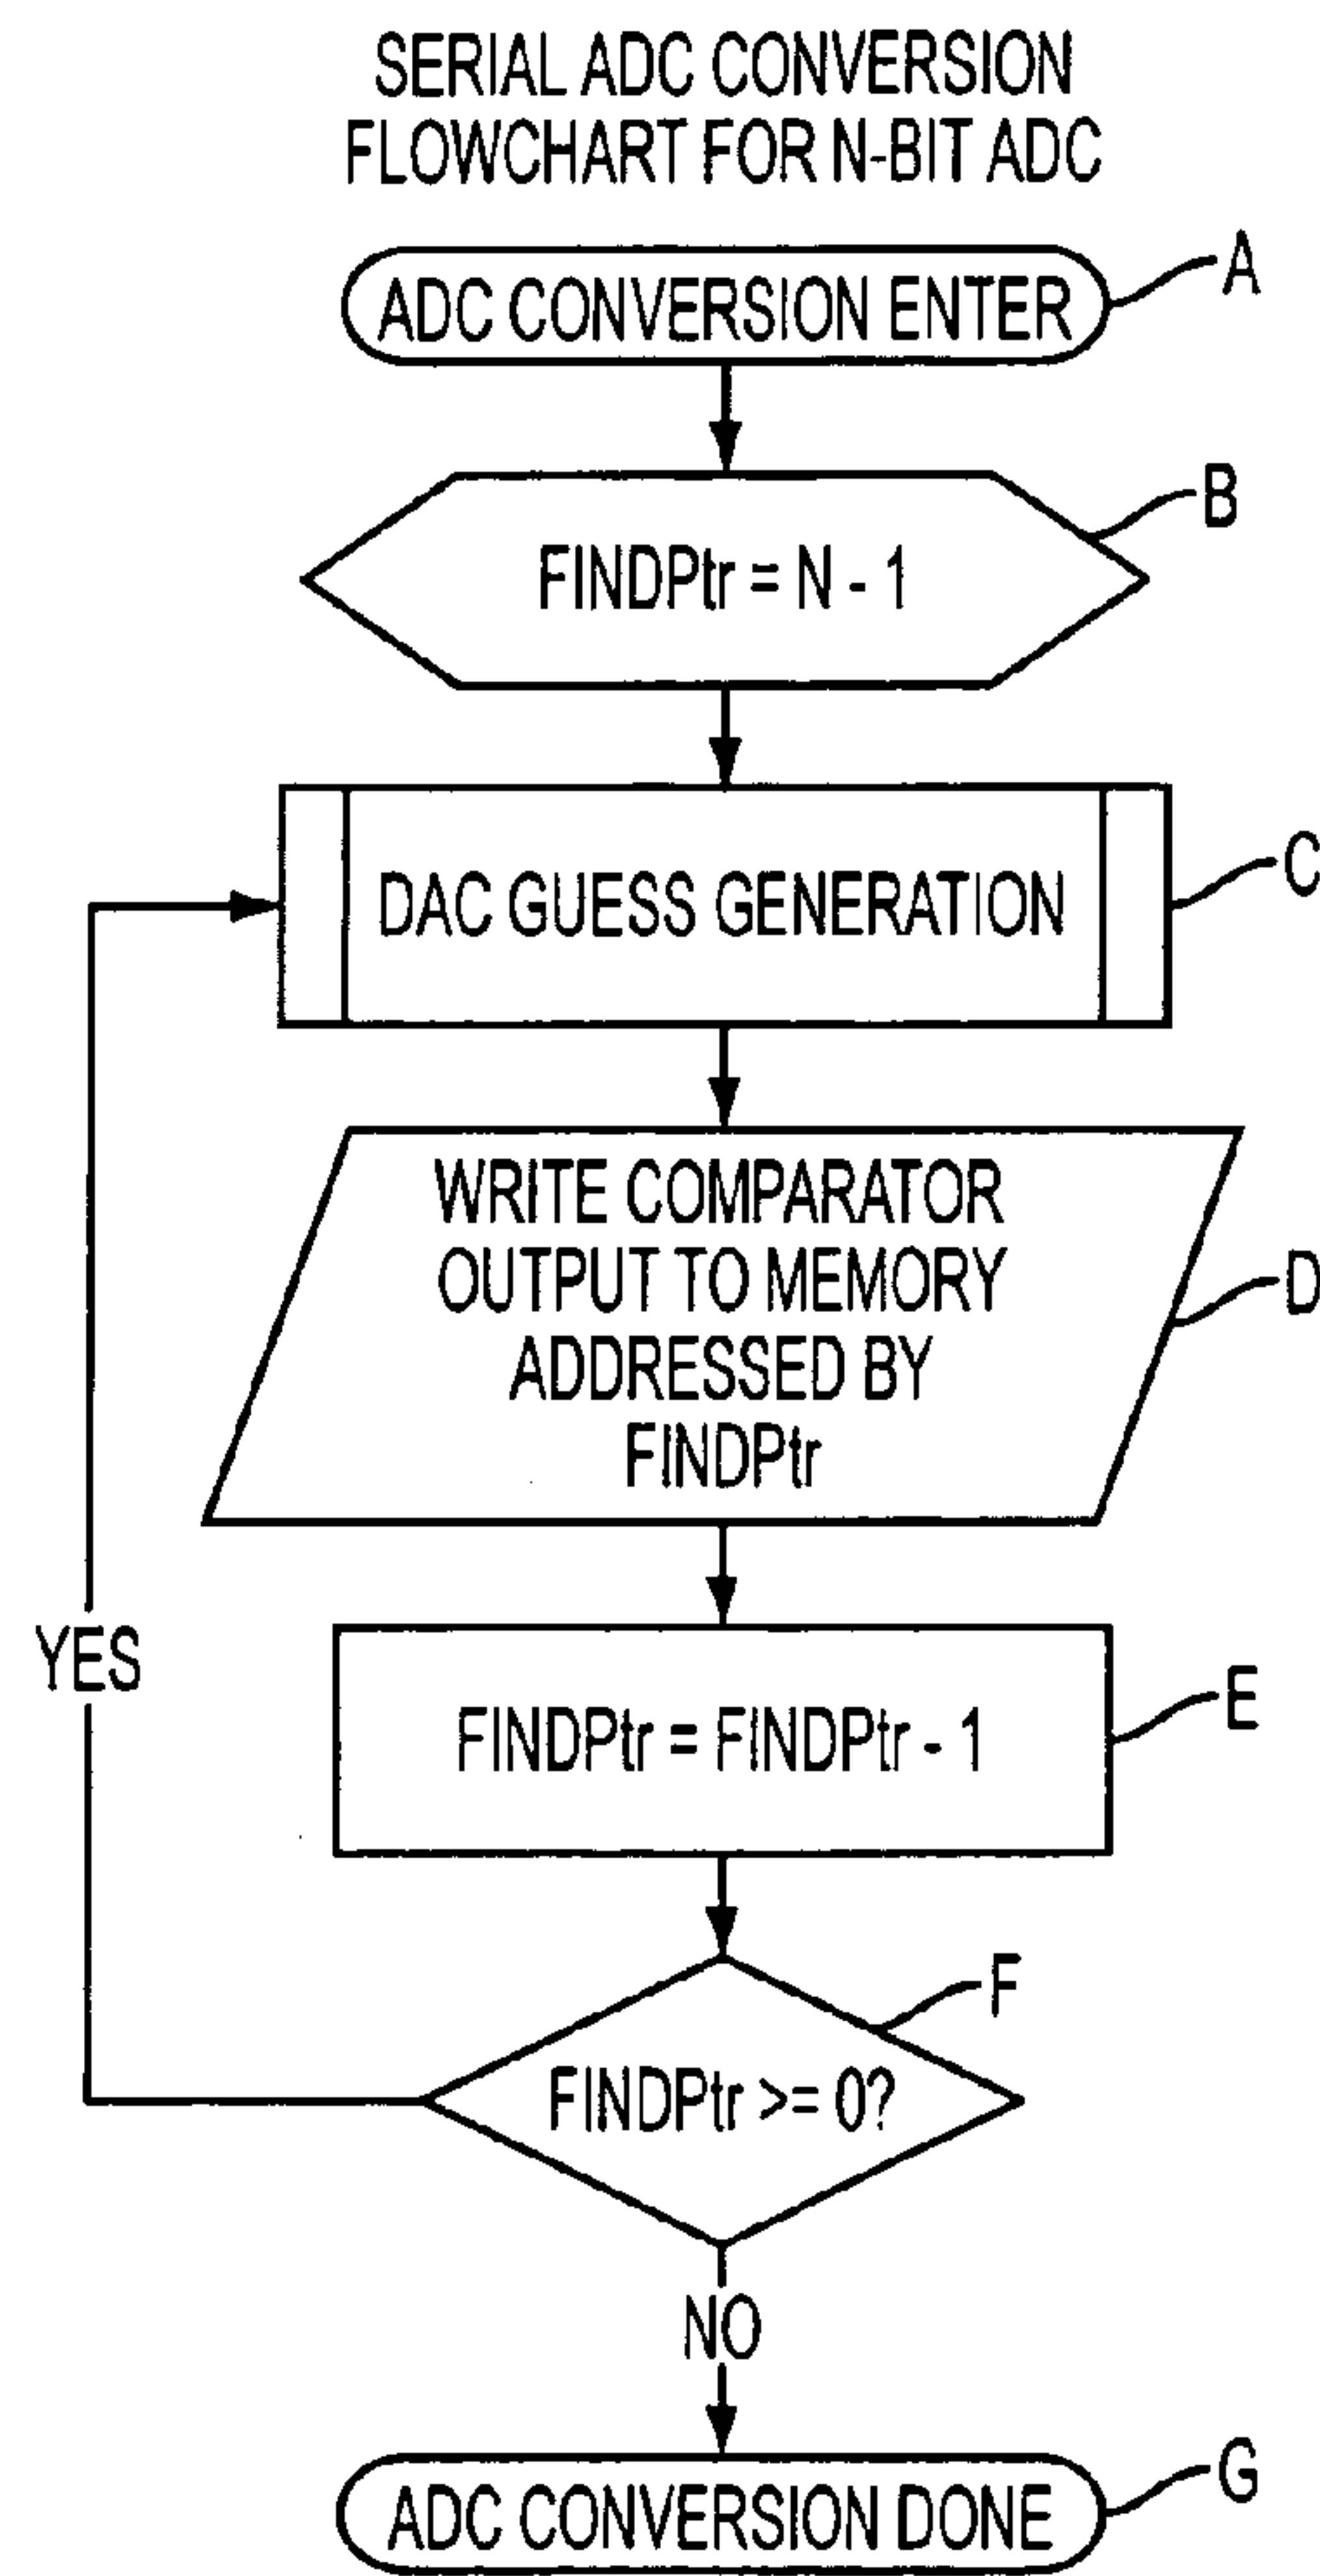 SERIAL ADC CONVERSION
FLOWCHART FOR N-BIT ADC
ADC CONVERSION ENTER
A
FINDPtr = N - 1
B
DAC GUESS GENERATION
C
WRITE COMPARATOR
OUTPUT TO MEMORY
ADDRESSED BY
FINDPtr
D
YES
FINDPtr = FINDPtr - 1
E
F
FINDPtr >= 0?
NO
ADC CONVERSION DONE
G